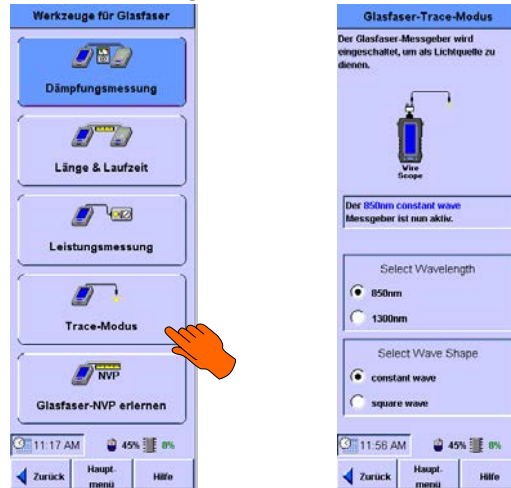 Werkzeuge für Glasfaser
Dämpfungsmessung
Länge & Laufzeit
Leistungsmessung
Trace-Modus
NVP
Glasfaser-NVP erlernen
11:17 AM 45% 8%
Zurück Haupt-
menü Hilfe
Glasfaser-Trace-Modus
Der Glasfaser-Messgeber wird
eingeschaltet, um als Lichtquelle zu
dienen.
Wire
Scope
Der 850nm constant wave
Messgeber ist nun aktiv.
Select Wavelength
850nm
1300nm
Select Wave Shape
constant wave
square wave
11:56 AM 45% 8%
Zurück Haupt-
menü Hilfe